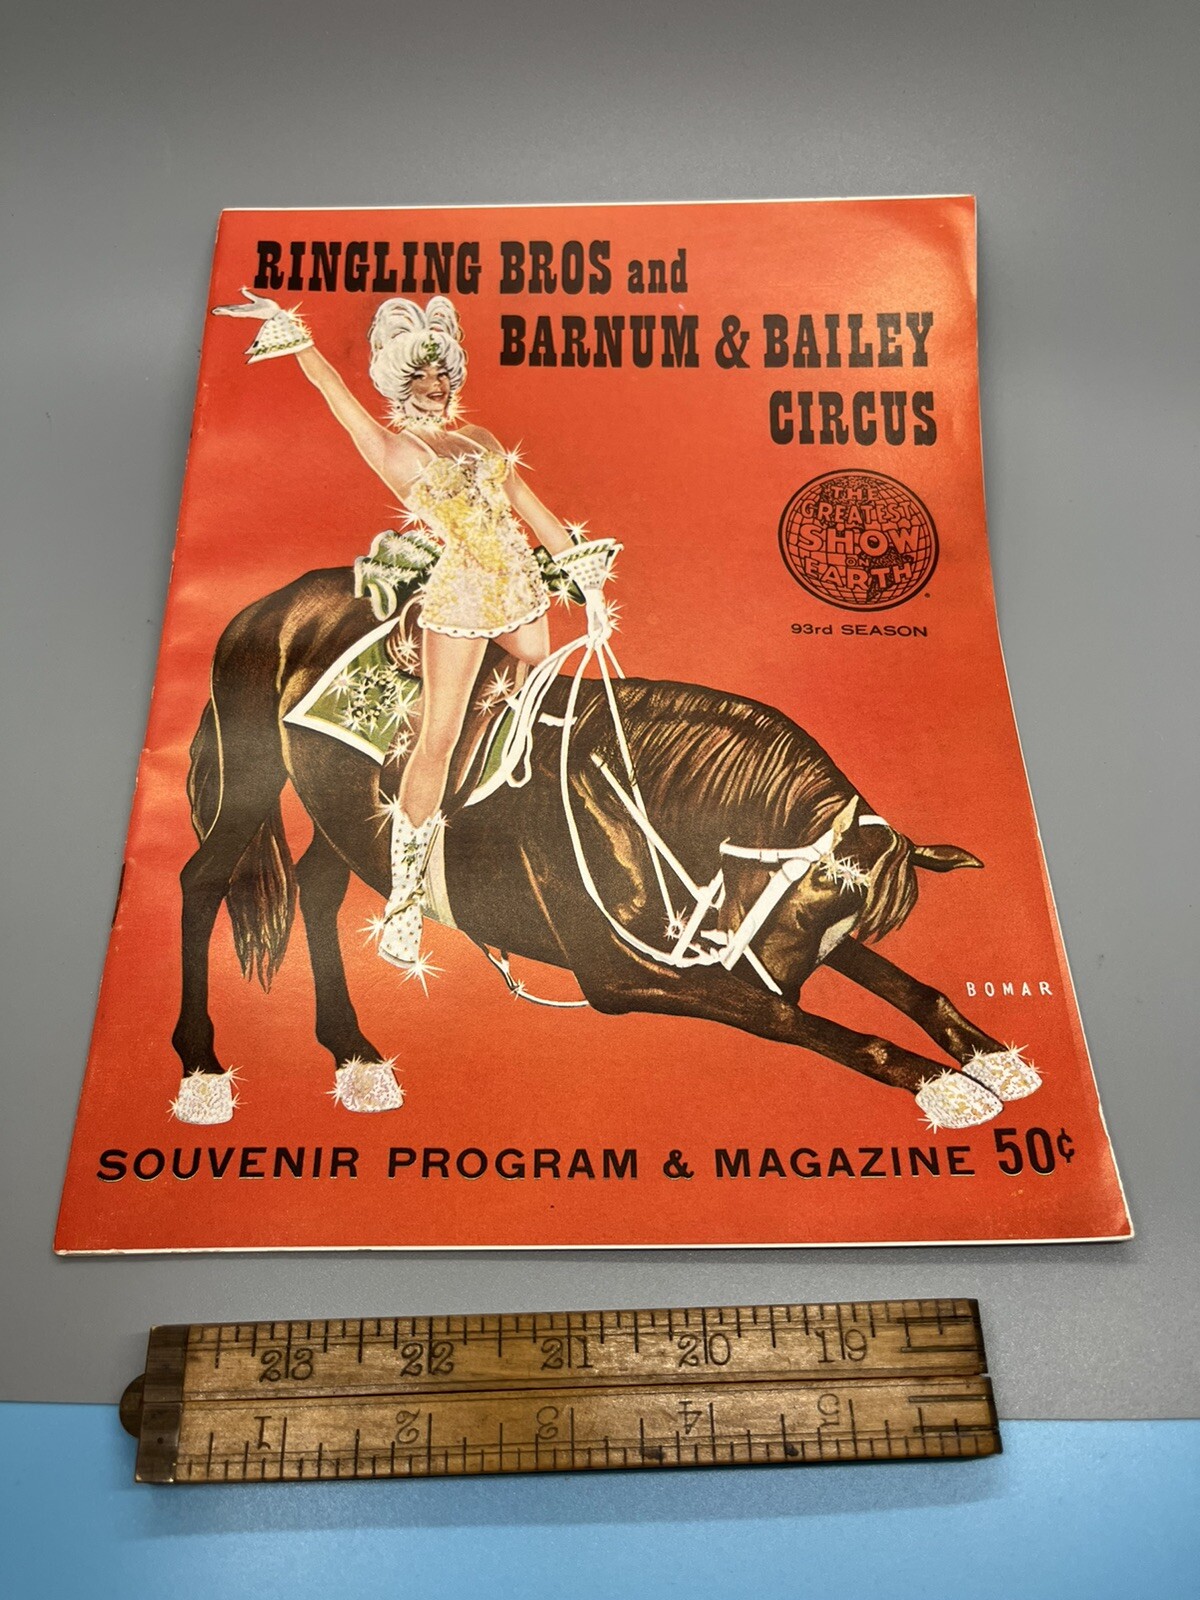 RINGLING BROS and
BARNUM & BAILEY
CIRCUS
THE
GREATEST
SHOW
ON
EARTH
93rd SEASON
BOMAR
SOUVENIR PROGRAM & MAGAZINE 50¢
23 22 21 20 19
1 2 3 4 5